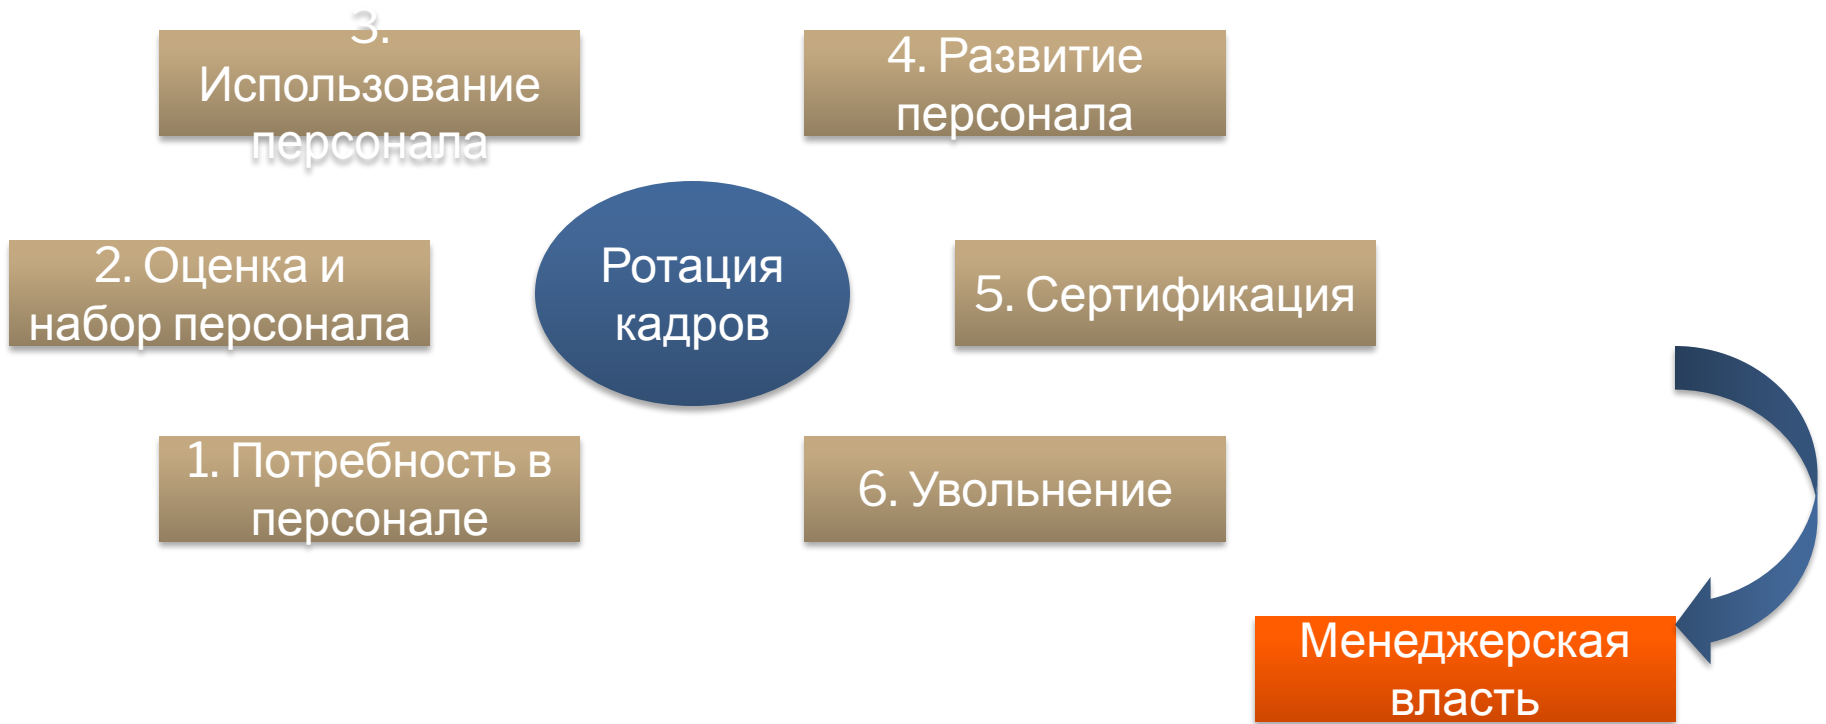 3.
Использование
персонала
4. Развитие
персонала
2. Оценка и
набор персонала
Ротация
кадров
5. Сертификация
1. Потребность в
персонале
6. Увольнение
Менеджерская
власть